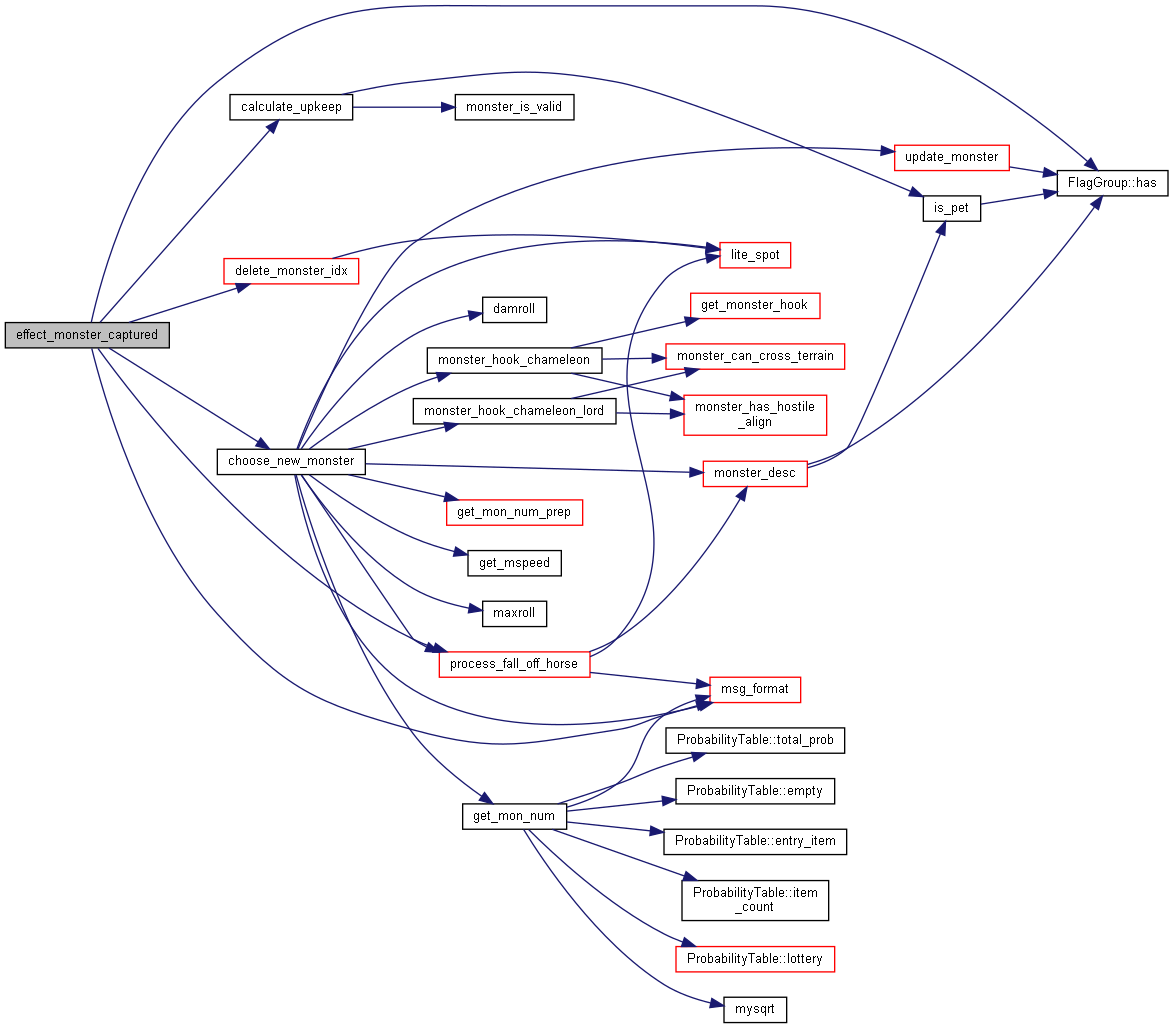 calculate_upkeep
monster_is_valid
update_monster
FlagGroup::has
is_pet
lite_spot
delete_monster_idx
get_monster_hook
damroll
effect_monster_captured
monster_hook_chameleon
monster_can_cross_terrain
monster_hook_chameleon_lord
monster_has_hostile
_align
choose_new_monster
monster_desc
get_mon_num_prep
get_mspeed
maxroll
process_fall_off_horse
msg_format
ProbabilityTable::total_prob
ProbabilityTable::empty
get_mon_num
ProbabilityTable::entry_item
ProbabilityTable::item
_count
ProbabilityTable::lottery
mysqrt